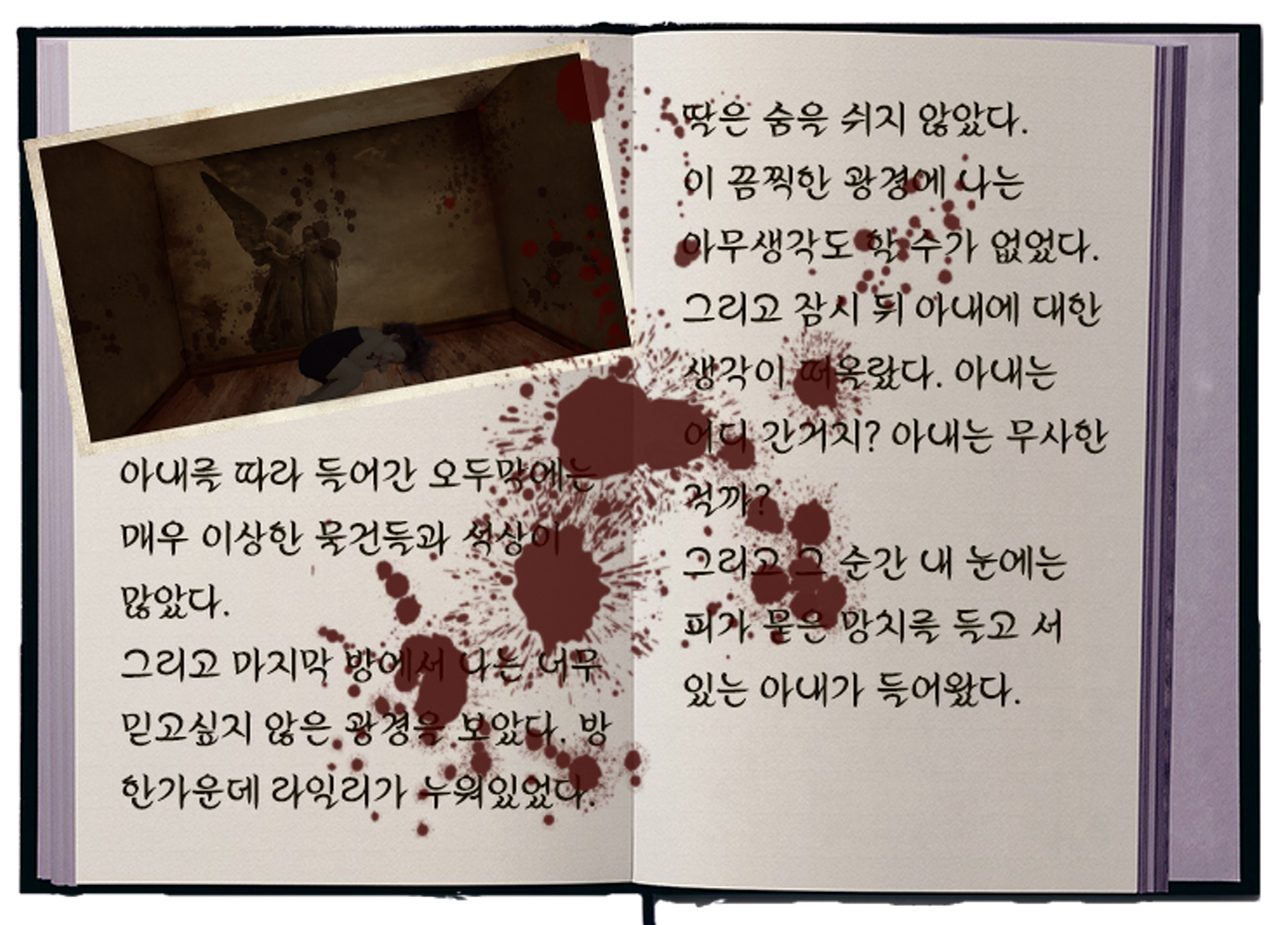 아내를 따라 들어간 오두막에는
매우 이상한 물건들과 석상이
많았다.
그리고 마지막 방에서 나는 너무
믿고싶지 않은 광경을 보았다. 방
한가운데 라일리가 누워있었다.
딸은 숨을 쉬지 않았다.
이 끔찍한 광경에 나는
아무생각도 할 수가 없었다.
그리고 잠시 뒤 아내에 대한
생각이 떠올랐다. 아내는
어디 간거지? 아내는 무사한
걸까?
그리고 그 순간 내 눈에는
피가 묻은 망치를 들고 서
있는 아내가 들어왔다.